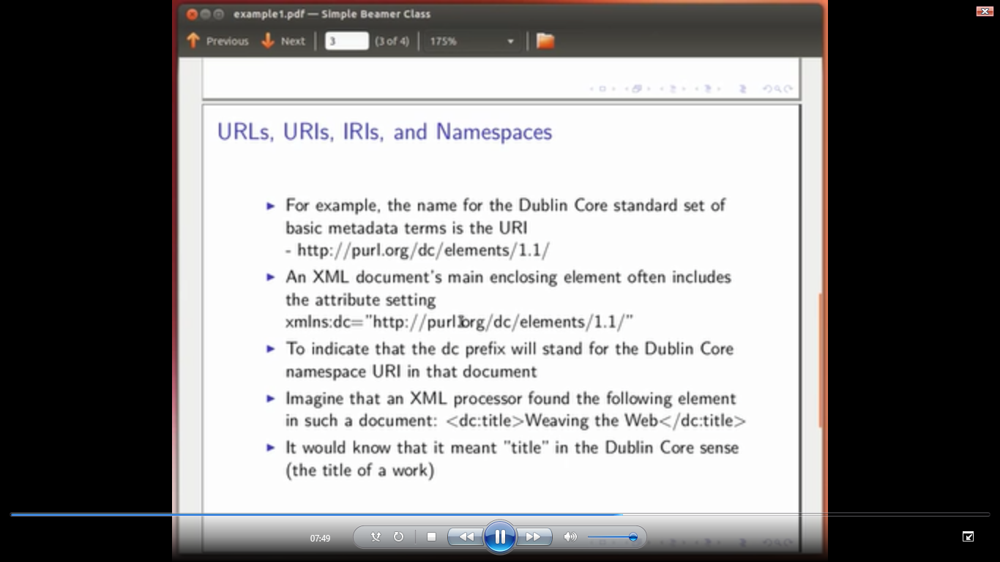 example1.pdf — Simple Beamer Class
Previous Next 3 (3 of 4) 175%
URLs, URIs, IRIs, and Namespaces
► For example, the name for the Dublin Core standard set of
basic metadata terms is the URI
- http://purl.org/dc/elements/1.1/
► An XML document's main enclosing element often includes
the attribute setting
xmlns:dc="http://purl.org/dc/elements/1.1/"
► To indicate that the dc prefix will stand for the Dublin Core
namespace URI in that document
► Imagine that an XML processor found the following element
in such a document: <dc:title>Weaving the Web</dc:title>
► It would know that it meant "title" in the Dublin Core sense
(the title of a work)
07:49